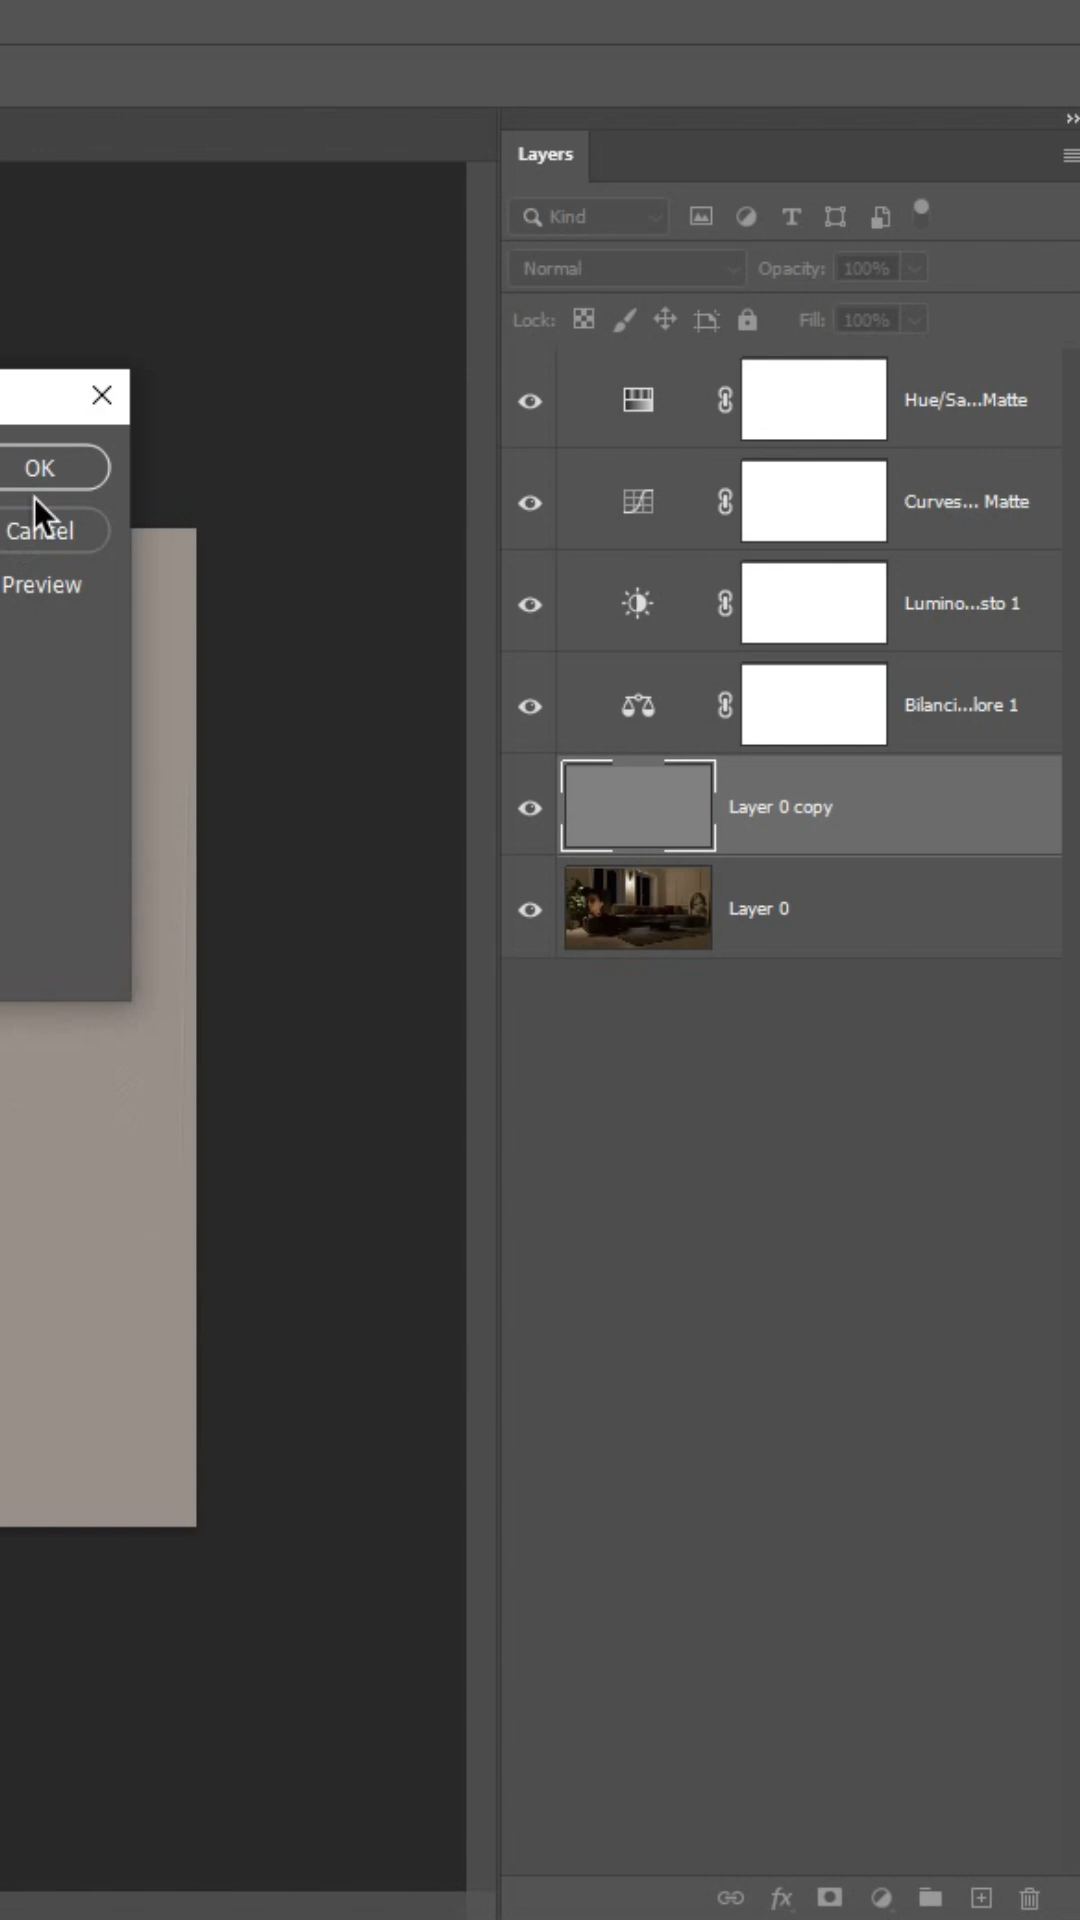 Layers
Kind
Normal
Opacity: 100%
Lock:
Fill: 100%
OK
Cancel
Preview
Hue/Sa...Matte
Curves... Matte
Lumino...sto 1
Bilanci...lore 1
Layer 0 copy
Layer 0
fx